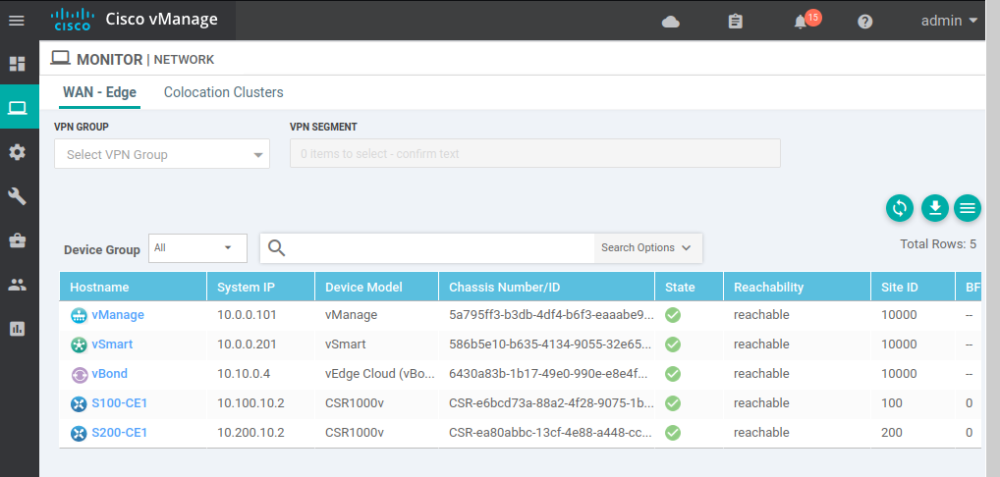 cisco Cisco vManage 15 admin
MONITOR | NETWORK
WAN - Edge Colocation Clusters
VPN GROUP VPN SEGMENT
Select VPN Group 0 items to select - confirm text
Total Rows: 5
Device Group All Search Options
Hostname System IP Device Model Chassis Number/ID State Reachability Site ID BF
vManage 10.0.0.101 vManage 5a795ff3-b3db-4df4-b6f3-eaaabe9... reachable 10000 --
vSmart 10.0.0.201 vSmart 586b5e10-b635-4134-9055-32e65... reachable 10000 --
vBond 10.10.0.4 vEdge Cloud (vBo... 6430a83b-1b17-49e0-990e-e8e4f... reachable 10000 --
S100-CE1 10.100.10.2 CSR1000v CSR-e6bcd73a-88a2-4f28-9075-1b... reachable 100 0
S200-CE1 10.200.10.2 CSR1000v CSR-ea80abbc-13cf-4e88-a448-cc... reachable 200 0